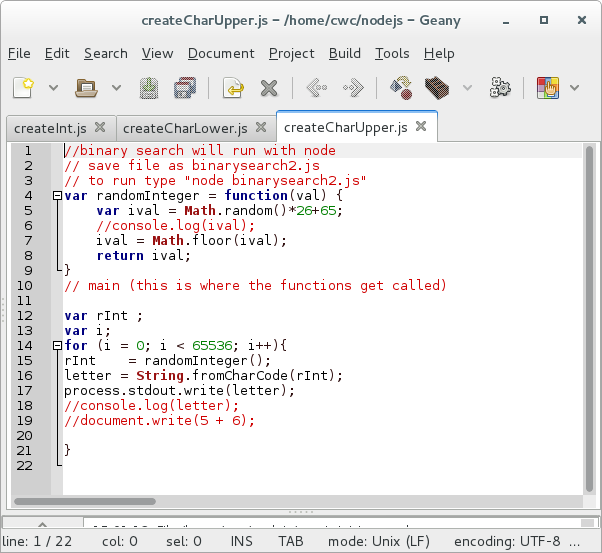 createCharUpper.js – /home/cwc/nodejs – Geany
File Edit Search View Document Project Build Tools Help
createInt.js createCharLower.js createCharUpper.js
1 //binary search will run with node
2 // save file as binarysearch2.js
3 // to run type "node binarysearch2.js"
4 var randomInteger = function(val) {
5 var ival = Math.random()*26+65;
6 //console.log(ival);
7 ival = Math.floor(ival);
8 return ival;
9 }
10 // main (this is where the functions get called)
11
12 var rInt ;
13 var i;
14 for (i = 0; i < 65536; i++){
15 rInt    = randomInteger();
16 letter = String.fromCharCode(rInt);
17 process.stdout.write(letter);
18 //console.log(letter);
19 //document.write(5 + 6);
20
21 }
22
line: 1 / 22 col: 0 sel: 0 INS TAB mode: Unix (LF) encoding: UTF-8 ...